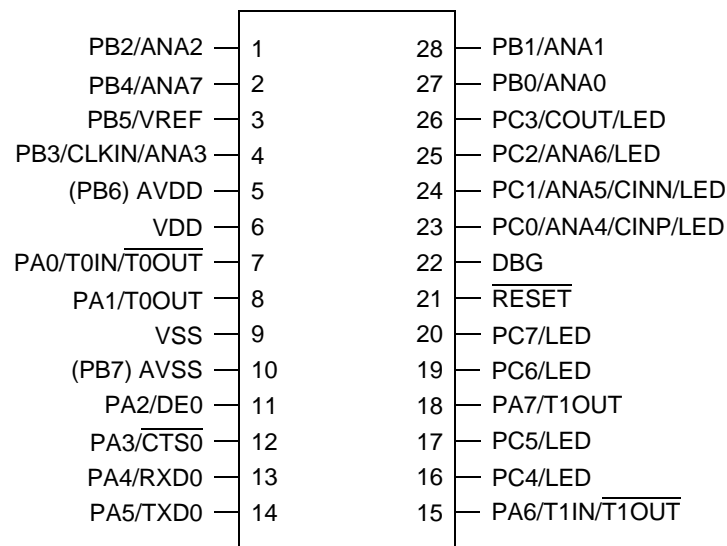 PB2/ANA2 1 28 PB1/ANA1
PB4/ANA7 2 27 PB0/ANA0
PB5/VREF 3 26 PC3/COUT/LED
PB3/CLKIN/ANA3 4 25 PC2/ANA6/LED
(PB6) AVDD 5 24 PC1/ANA5/CINN/LED
VDD 6 23 PC0/ANA4/CINP/LED
PA0/T0IN/T0OUT 7 22 DBG
PA1/T0OUT 8 21 RESET
VSS 9 20 PC7/LED
(PB7) AVSS 10 19 PC6/LED
PA2/DE0 11 18 PA7/T1OUT
PA3/CTS0 12 17 PC5/LED
PA4/RXD0 13 16 PC4/LED
PA5/TXD0 14 15 PA6/T1IN/T1OUT